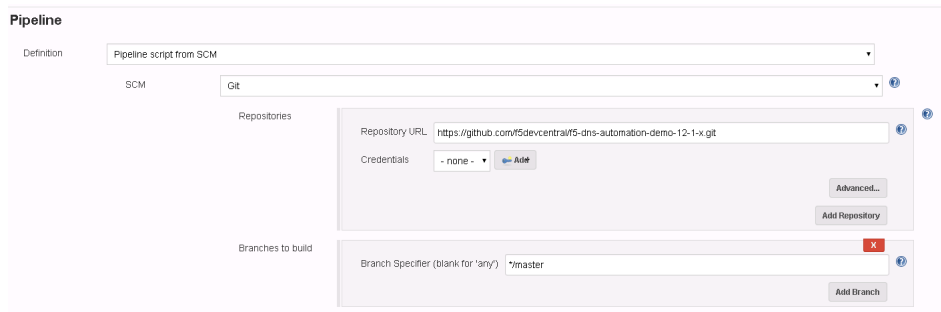 Pipeline
Definition
Pipeline script from SCM
SCM
Git
Repositories
Repository URL https://github.com/f5devcentral/f5-dns-automation-demo-12-1-x.git
Credentials - none - Add
Advanced...
Add Repository
Branches to build
X
Branch Specifier (blank for 'any') */master
Add Branch